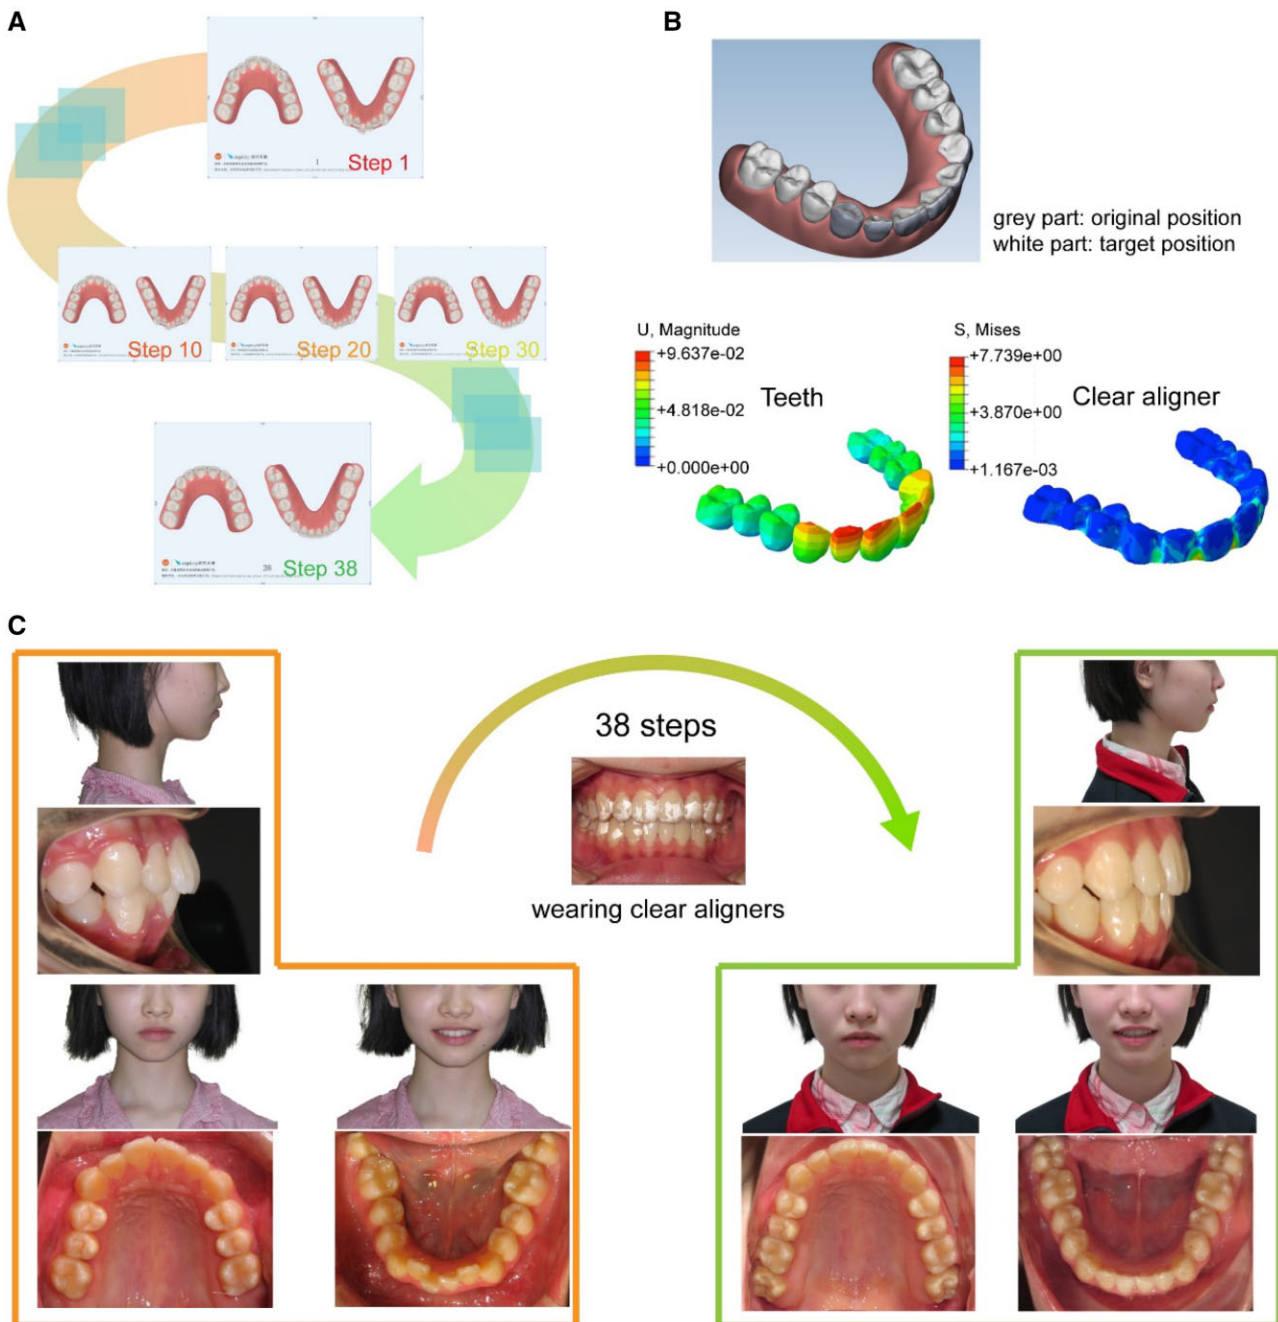 A
Step 1
Step 10
Step 20
Step 30
38
Step 38
B
grey part: original position
white part: target position
U, Magnitude
+9.637e-02
+4.818e-02
+0.000e+00
Teeth
S, Mises
+7.739e+00
+3.870e+00
+1.167e-03
Clear aligner
C
38 steps
wearing clear aligners